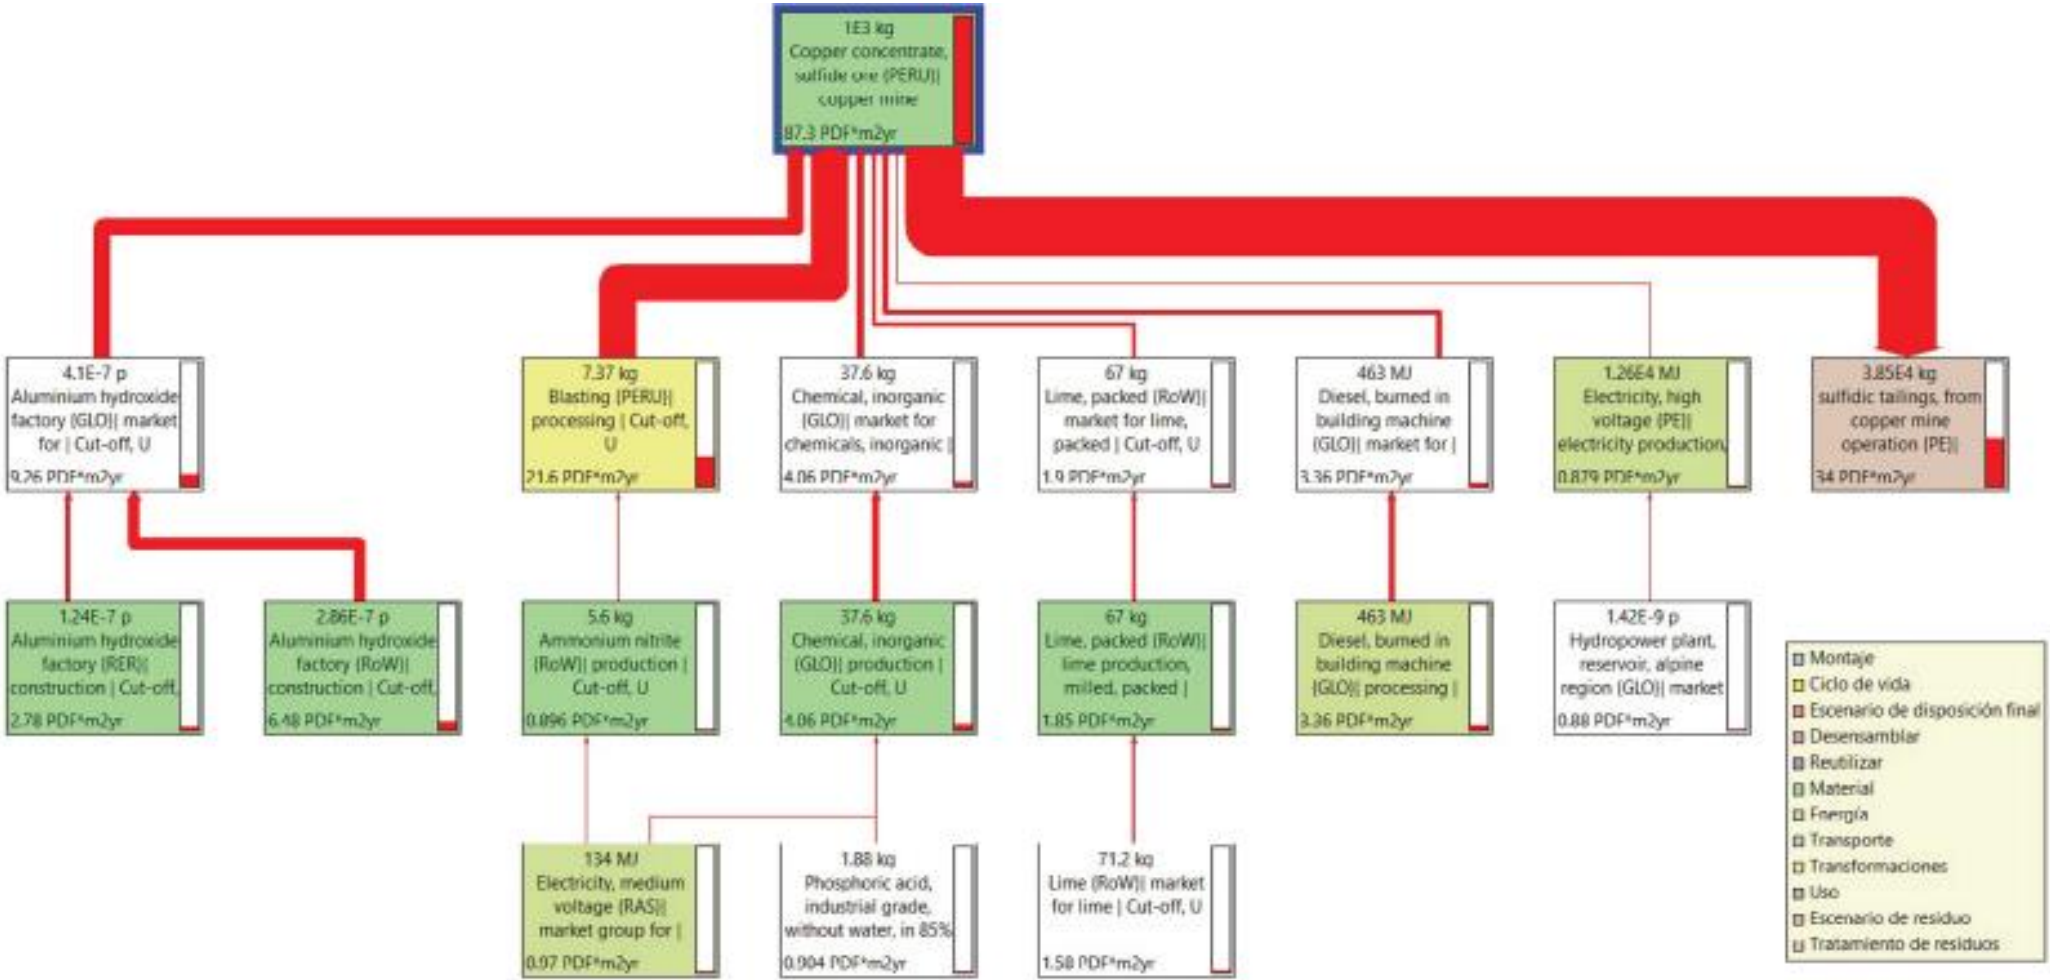 1E3 kg
Copper concentrate,
sulfide ore {PERU}|
copper mine
87.3 PDF*m2yr
4.1E-7 p
Aluminium hydroxide
factory {GLO}| market
for | Cut-off, U
9.26 PDF*m2yr
7.37 kg
Blasting {PERU}|
processing | Cut-off,
U
21.6 PDF*m2yr
37.6 kg
Chemical, inorganic
{GLO}| market for
chemicals, inorganic |
4.06 PDF*m2yr
67 kg
Lime, packed {RoW}|
market for lime,
packed | Cut-off, U
1.9 PDF*m2yr
463 MJ
Diesel, burned in
building machine
{GLO}| market for |
3.36 PDF*m2yr
1.26E4 MJ
Electricity, high
voltage {PE}|
electricity production,
0.879 PDF*m2yr
3.85E4 kg
sulfidic tailings, from
copper mine
operation {PE}|
34 PDF*m2yr
1.24E-7 p
Aluminium hydroxide
factory {RER}|
construction | Cut-off,
2.78 PDF*m2yr
2.86E-7 p
Aluminium hydroxide
factory {RoW}|
construction | Cut-off,
6.48 PDF*m2yr
5.6 kg
Ammonium nitrite
{RoW}| production |
Cut-off, U
0.896 PDF*m2yr
37.6 kg
Chemical, inorganic
{GLO}| production |
Cut-off, U
4.06 PDF*m2yr
67 kg
Lime, packed {RoW}|
lime production,
milled, packed |
1.85 PDF*m2yr
463 MJ
Diesel, burned in
building machine
{GLO}| processing |
3.36 PDF*m2yr
1.42E-9 p
Hydropower plant,
reservoir, alpine
region {GLO}| market
0.88 PDF*m2yr
134 MJ
Electricity, medium
voltage {RAS}|
market group for |
0.97 PDF*m2yr
1.88 kg
Phosphoric acid,
industrial grade,
without water, in 85%
0.904 PDF*m2yr
71.2 kg
Lime {RoW}| market
for lime | Cut-off, U
1.58 PDF*m2yr
Montaje
Ciclo de vida
Escenario de disposición final
Desensamblar
Reutilizar
Material
Energía
Transporte
Transformaciones
Uso
Escenario de residuo
Tratamiento de residuos